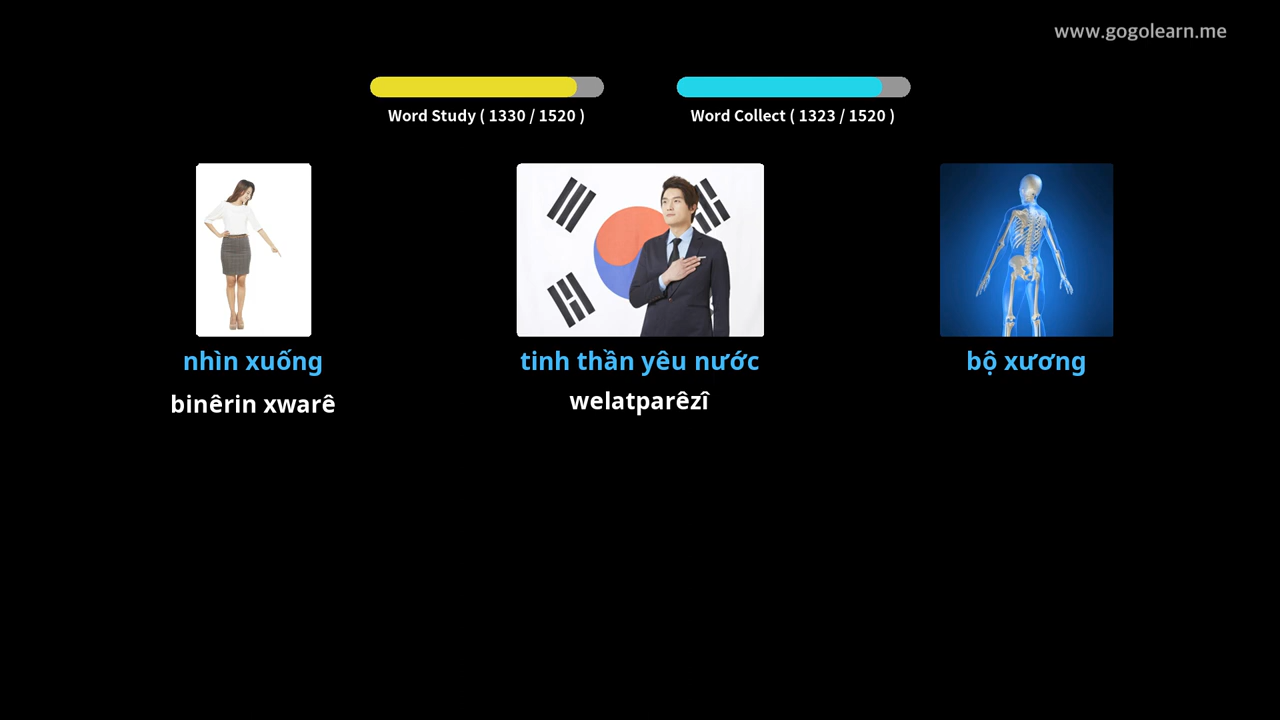 www.gogolearn.me
Word Study ( 1330 / 1520 )
Word Collect ( 1323 / 1520 )
nhìn xuống
tinh thần yêu nước
bộ xương
binêrin xwarê
welatparêzî